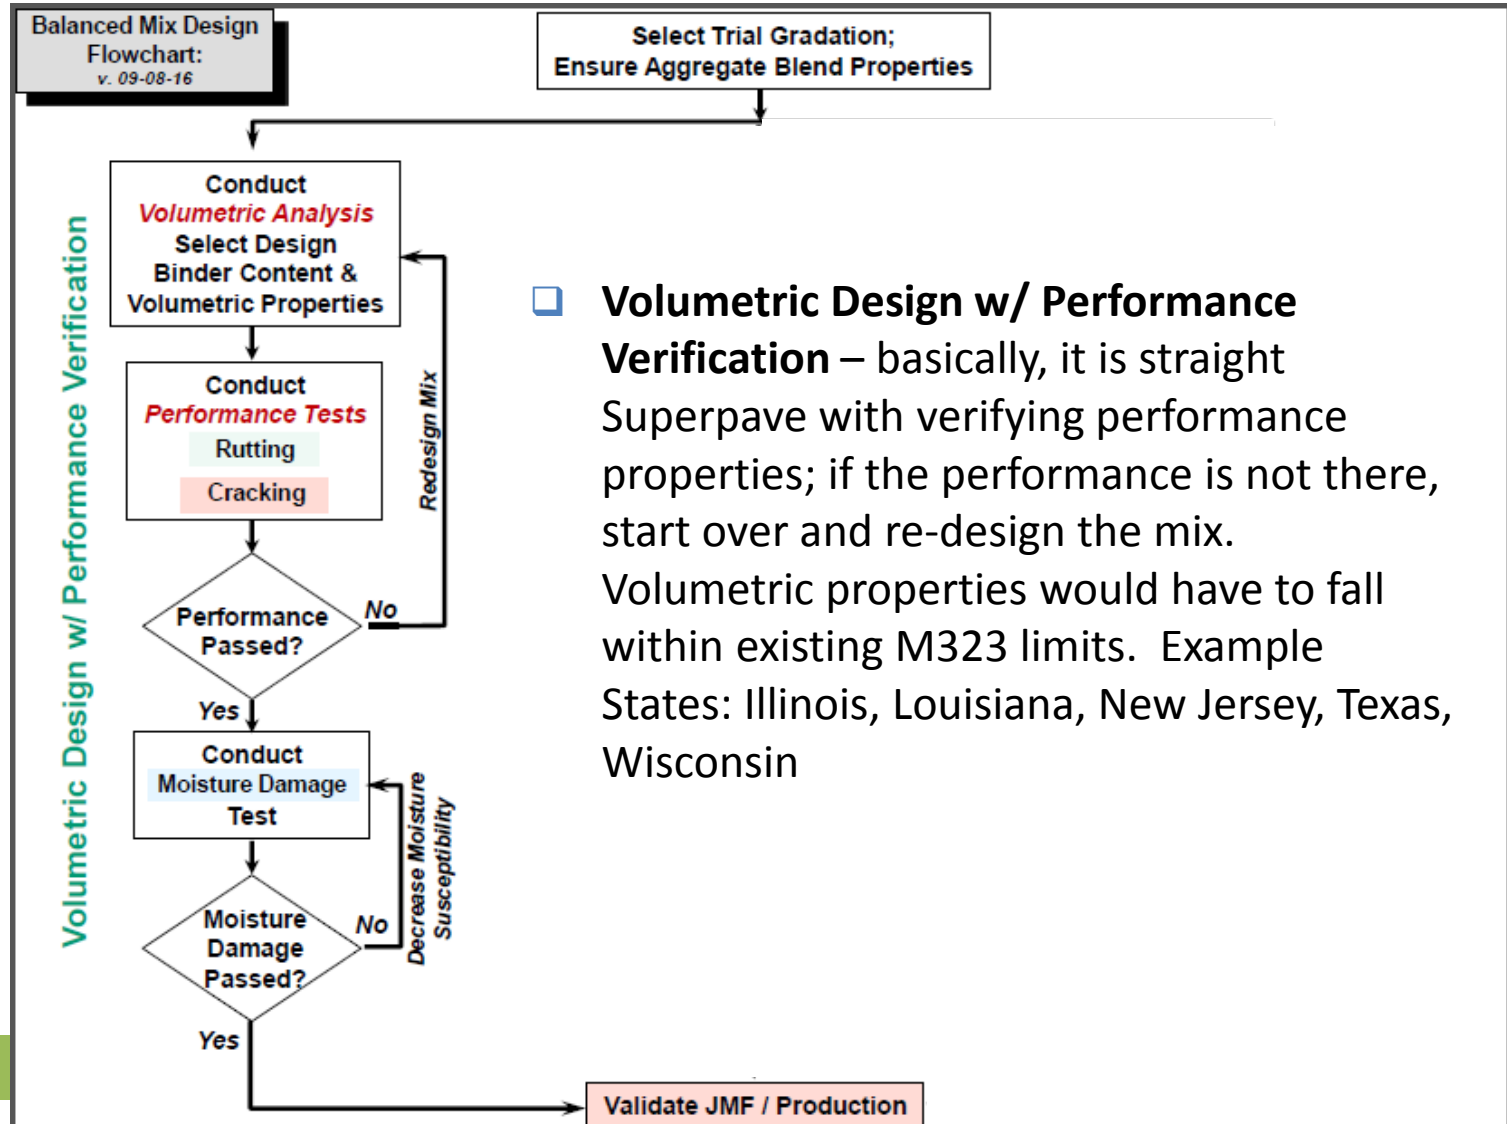 Balanced Mix Design
Flowchart:
v. 09-08-16
Select Trial Gradation;
Ensure Aggregate Blend Properties
Volumetric Design w/ Performance Verification
Conduct
Volumetric Analysis
Select Design
Binder Content &
Volumetric Properties
Conduct
Performance Tests
Rutting
Cracking
Redesign Mix
Performance
Passed?
No
Yes
Conduct
Moisture Damage
Test
Decrease Moisture
Susceptibility
Moisture
Damage
Passed?
No
Yes
Validate JMF / Production
Volumetric Design w/ Performance
Verification – basically, it is straight
Superpave with verifying performance
properties; if the performance is not there,
start over and re-design the mix.
Volumetric properties would have to fall
within existing M323 limits.  Example
States: Illinois, Louisiana, New Jersey, Texas,
Wisconsin